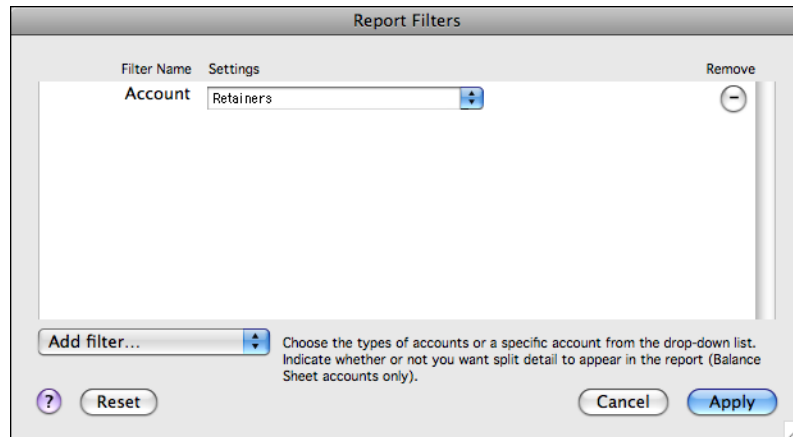 Report Filters
Filter Name Settings Remove
Account Retainers
Add filter...
Choose the types of accounts or a specific account from the drop-down list.
Indicate whether or not you want split detail to appear in the report (Balance
Sheet accounts only).
? Reset Cancel Apply